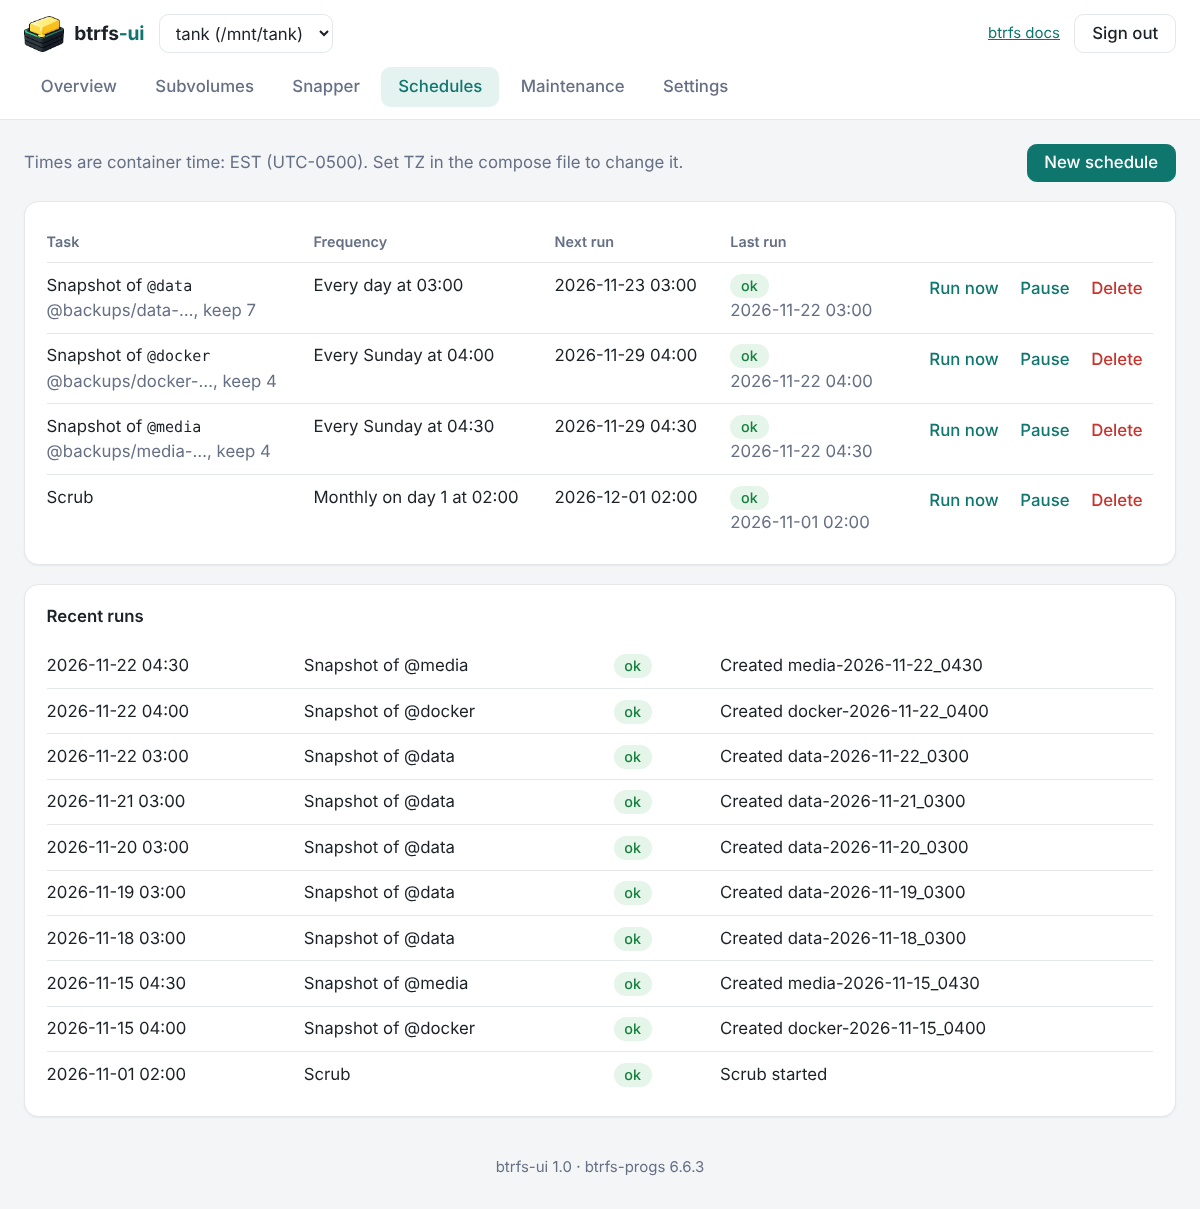 btrfs-ui
tank (/mnt/tank)
btrfs docs
Sign out
Overview Subvolumes Snapper Schedules Maintenance Settings
Times are container time: EST (UTC-0500). Set TZ in the compose file to change it.
New schedule
Task Frequency Next run Last run
Snapshot of @data Every day at 03:00 2026-11-23 03:00 ok Run now Pause Delete
@backups/data-..., keep 7 2026-11-22 03:00
Snapshot of @docker Every Sunday at 04:00 2026-11-29 04:00 ok Run now Pause Delete
@backups/docker-..., keep 4 2026-11-22 04:00
Snapshot of @media Every Sunday at 04:30 2026-11-29 04:30 ok Run now Pause Delete
@backups/media-..., keep 4 2026-11-22 04:30
Scrub Monthly on day 1 at 02:00 2026-12-01 02:00 ok Run now Pause Delete
2026-11-01 02:00
Recent runs
2026-11-22 04:30 Snapshot of @media ok Created media-2026-11-22_0430
2026-11-22 04:00 Snapshot of @docker ok Created docker-2026-11-22_0400
2026-11-22 03:00 Snapshot of @data ok Created data-2026-11-22_0300
2026-11-21 03:00 Snapshot of @data ok Created data-2026-11-21_0300
2026-11-20 03:00 Snapshot of @data ok Created data-2026-11-20_0300
2026-11-19 03:00 Snapshot of @data ok Created data-2026-11-19_0300
2026-11-18 03:00 Snapshot of @data ok Created data-2026-11-18_0300
2026-11-15 04:30 Snapshot of @media ok Created media-2026-11-15_0430
2026-11-15 04:00 Snapshot of @docker ok Created docker-2026-11-15_0400
2026-11-01 02:00 Scrub ok Scrub started
btrfs-ui 1.0 · btrfs-progs 6.6.3